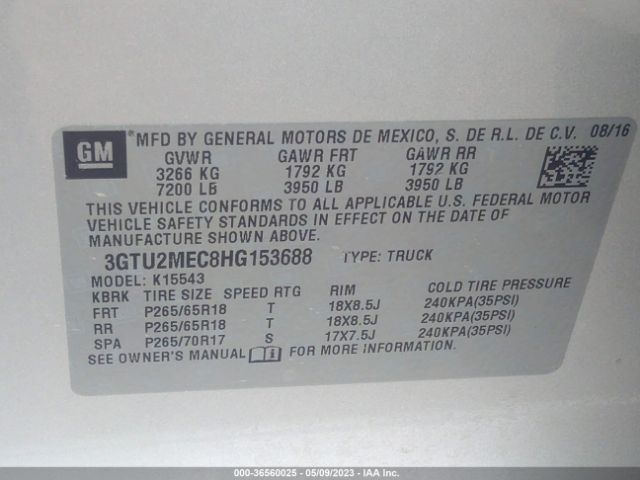 GM
*MFD BY GENERAL MOTORS DE MEXICO, S. DE R.L. DE C.V. 08/16
GVWR GAWR FRT GAWR RR
3266 KG 1792 KG 1792 KG
7200 LB 3950 LB 3950 LB
THIS VEHICLE CONFORMS TO ALL APPLICABLE U.S. FEDERAL MOTOR
VEHICLE SAFETY STANDARDS IN EFFECT ON THE DATE OF
MANUFACTURE SHOWN ABOVE.
3GTU2MEC8HG153688 TYPE: TRUCK
MODEL: K15543
KBRK TIRE SIZE SPEED RTG RIM COLD TIRE PRESSURE
FRT P265/65R18 T 18X8.5J 240KPA(35PSI)
RR P265/65R18 T 18X8.5J 240KPA(35PSI)
SPA P265/70R17 S 17X7.5J 240KPA(35PSI)
SEE OWNER'S MANUAL FOR MORE INFORMATION.
000-36560025 - 05/09/2023 - IAA Inc.